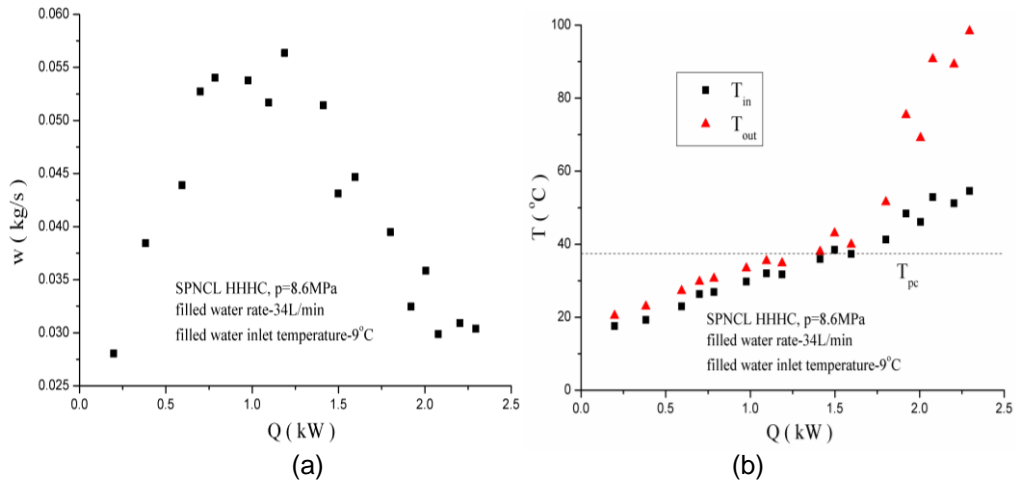 0.060
0.055
0.050
0.045
0.040
0.035
0.030
0.025
w ( kg/s )
SPNCL HHHC, p=8.6MPa
filled water rate-34L/min
filled water inlet temperature-9°C
0.0 0.5 1.0 1.5 2.0 2.5
Q ( kW )
(a)
100
80
60
40
20
0
T ( °C )
T_in
T_out
T_pc
SPNCL HHHC, p=8.6MPa
filled water rate-34L/min
filled water inlet temperature-9°C
0.0 0.5 1.0 1.5 2.0 2.5
Q ( kW )
(b)